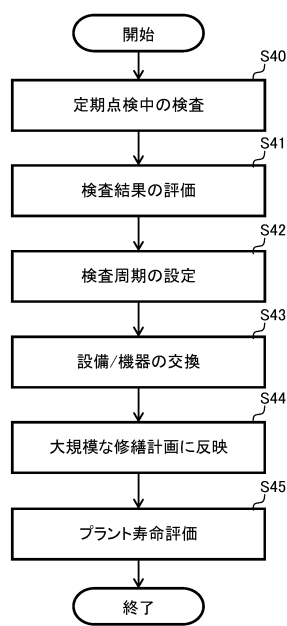 開始
S40
定期点検中の検査
S41
検査結果の評価
S42
検査周期の設定
S43
設備/機器の交換
S44
大規模な修繕計画に反映
S45
プラント寿命評価
終了